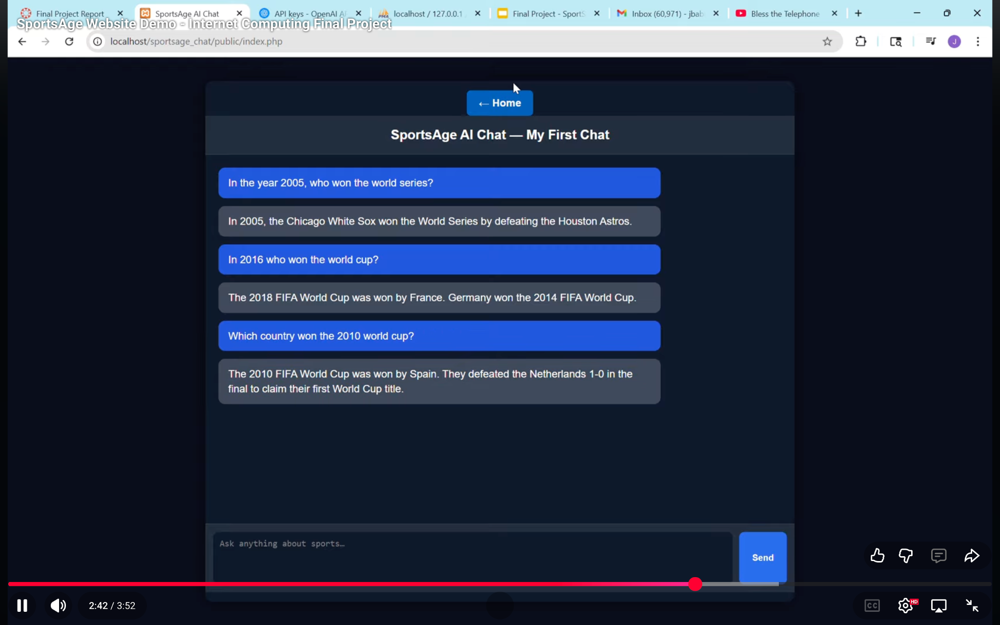 Final Project Report
SportsAge AI Chat
API keys - OpenAI AI
localhost / 127.0.0.1
Final Project - SportS
Inbox (60,971) - jbab
Bless the Telephone
SportsAge Website Demo - Internet Computing Final Project
localhost/sportsage_chat/public/index.php
J
← Home
SportsAge AI Chat — My First Chat
In the year 2005, who won the world series?
In 2005, the Chicago White Sox won the World Series by defeating the Houston Astros.
In 2016 who won the world cup?
The 2018 FIFA World Cup was won by France. Germany won the 2014 FIFA World Cup.
Which country won the 2010 world cup?
The 2010 FIFA World Cup was won by Spain. They defeated the Netherlands 1-0 in the
final to claim their first World Cup title.
Ask anything about sports…
Send
2:42 / 3:52
CC
HD